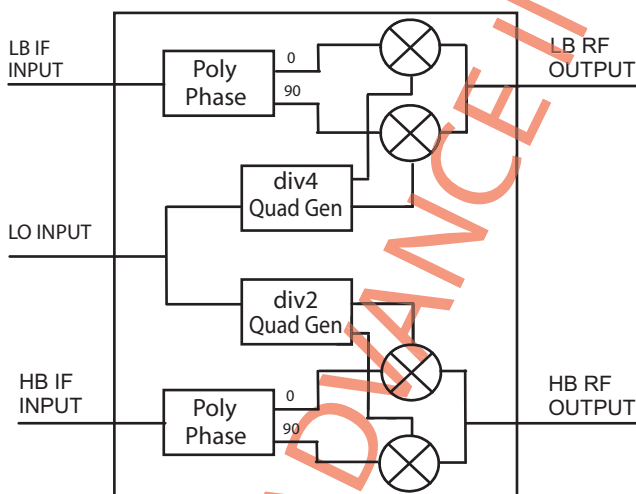 LB IF
INPUT
Poly
Phase
0
90
LB RF
OUTPUT
div4
Quad Gen
LO INPUT
div2
Quad Gen
HB IF
INPUT
Poly
Phase
0
90
HB RF
OUTPUT
ADVANCE